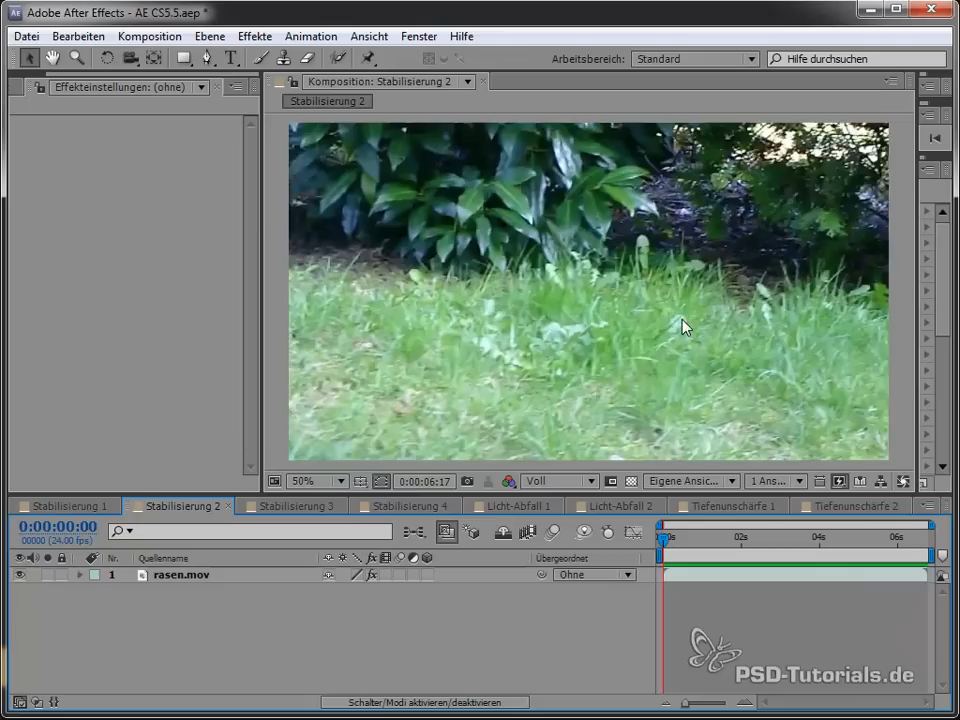 Adobe After Effects - AE CS5.5.aep *
Datei Bearbeiten Komposition Ebene Effekte Animation Ansicht Fenster Hilfe
Arbeitsbereich: Standard Hilfe durchsuchen
Effekteinstellungen: (ohne) Komposition: Stabilisierung 2
Stabilisierung 2
50% 0:00:06:17 Voll Eigene Ansic... 1 Ans...
Stabilisierung 1 Stabilisierung 2 Stabilisierung 3 Stabilisierung 4 Licht-Abfall 1 Licht-Abfall 2 Tiefenunschärfe 1 Tiefenunschärfe 2
0:00:00:00
00000 (24.00 fps)
02s 04s 06s
Nr. Quellenname Übergeordnet
1 rasen.mov Ohne
PSD-Tutorials.de
Schalter/Modi aktivieren/deaktivieren